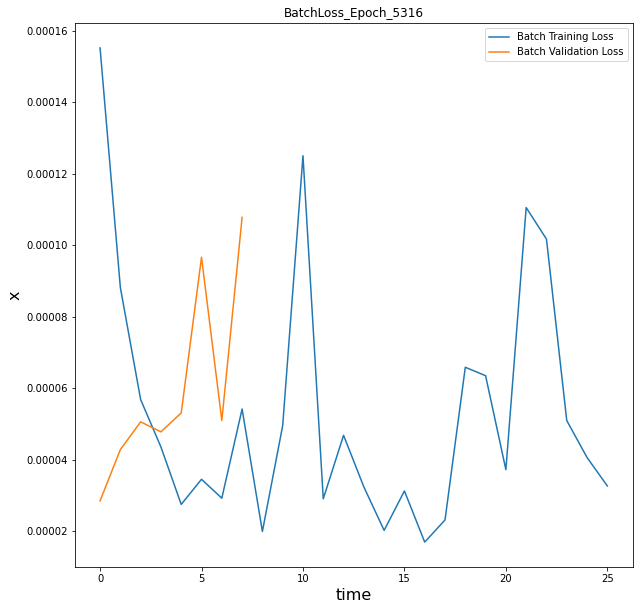 BatchLoss_Epoch_5316
Batch Training Loss
Batch Validation Loss
0.00016
0.00014
0.00012
0.00010
0.00008
0.00006
0.00004
0.00002
x
0 5 10 15 20 25
time